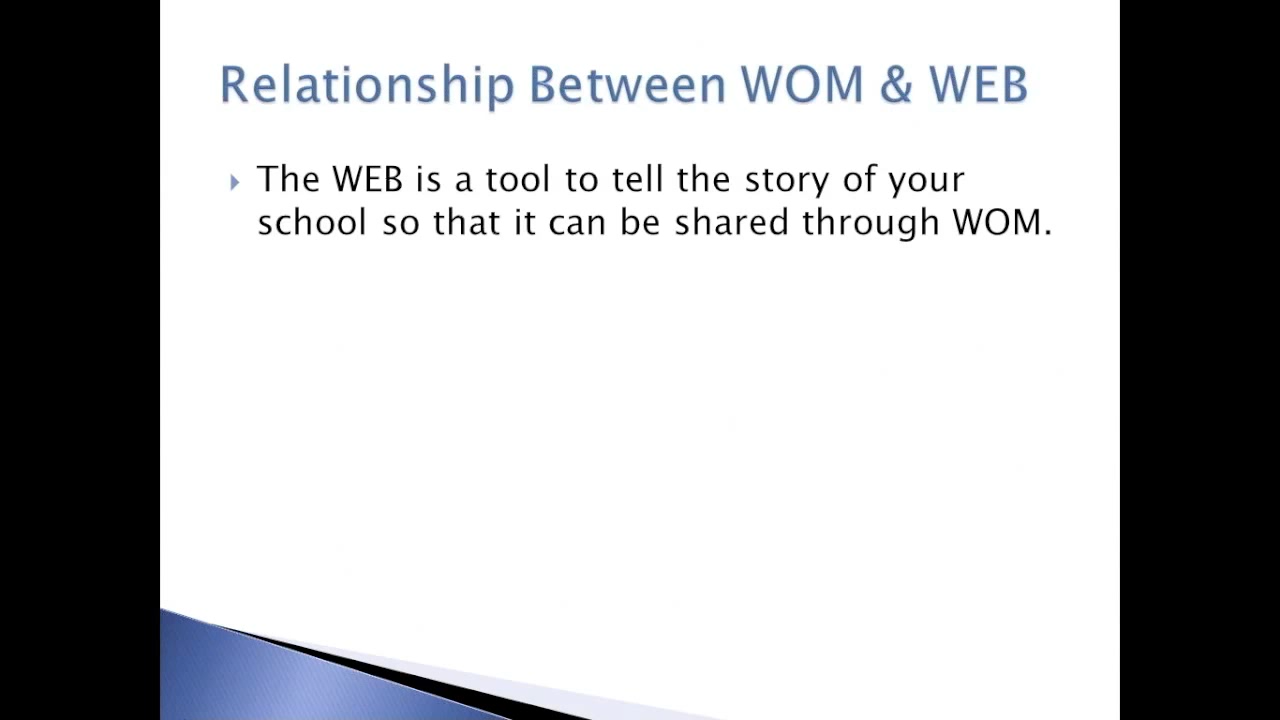 Relationship Between WOM & WEB
The WEB is a tool to tell the story of your
school so that it can be shared through WOM.